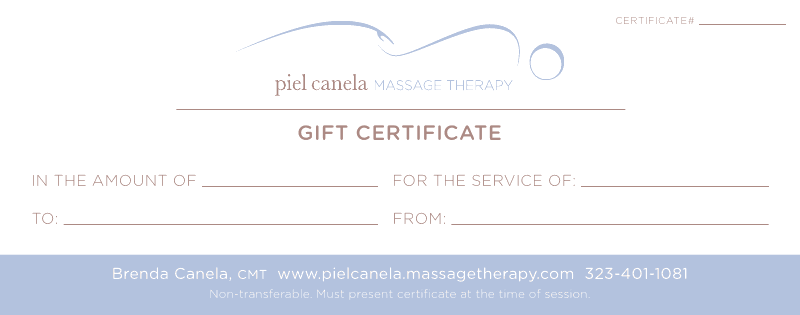 CERTIFICATE#
piel canela MASSAGE THERAPY
GIFT CERTIFICATE
IN THE AMOUNT OF FOR THE SERVICE OF:
TO: FROM:
Brenda Canela, CMT www.pielcanela.massagetherapy.com 323-401-1081
Non-transferable. Must present certificate at the time of session.